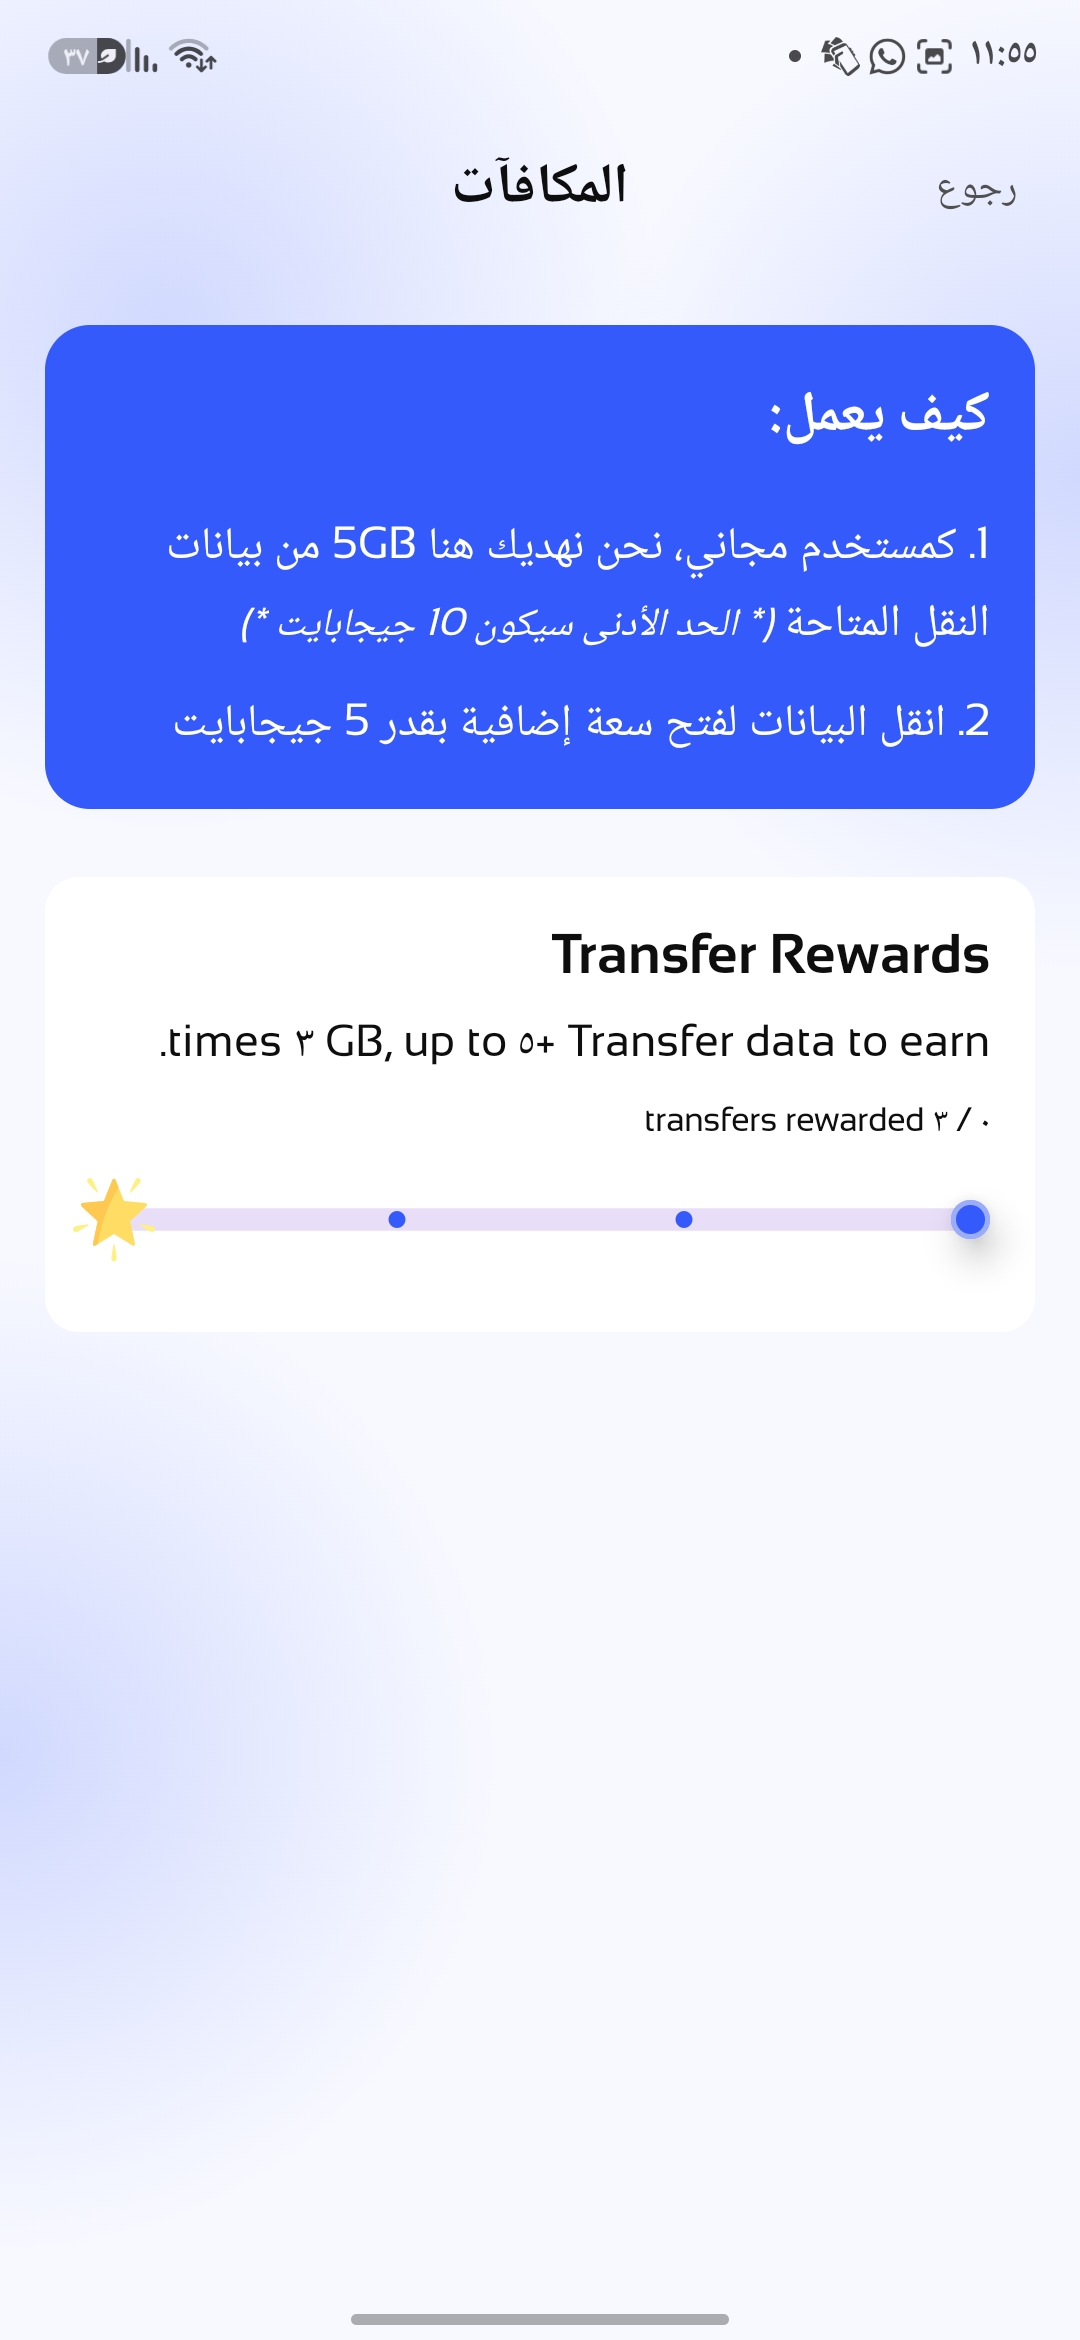 ١١:٥٥
٣٧
رجوع
المكافآت
كيف يعمل:
1. كمستخدم مجاني، نحن نهديك هنا 5GB من بيانات
النقل المتاحة (* الحد الأدنى سيكون 10 جيجابايت *)
2. انقل البيانات لفتح سعة إضافية بقدر 5 جيجابايت
Transfer Rewards
Transfer data to earn +٥ GB, up to ٣ times.
٠ / ٣ transfers rewarded